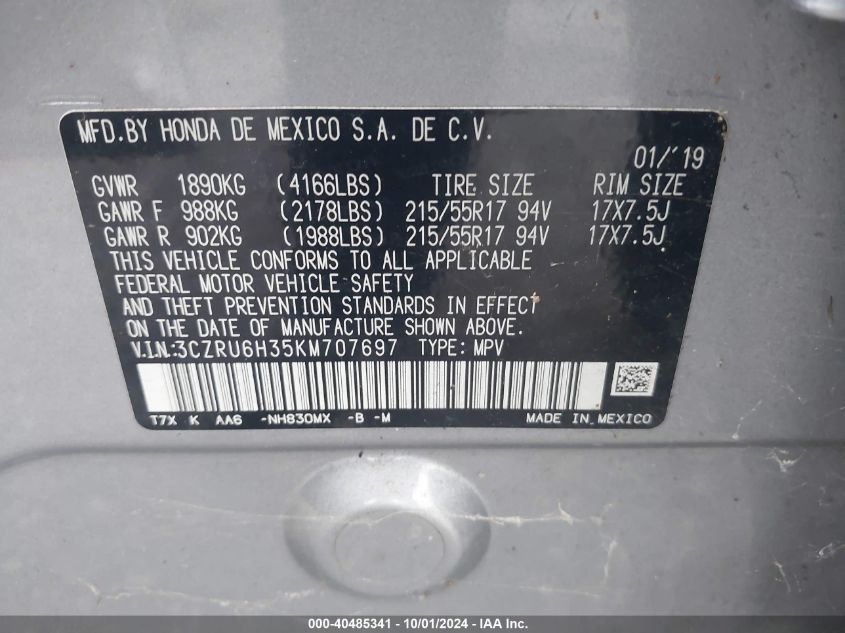 MFD.BY HONDA DE MEXICO S.A. DE C.V.
01/'19
GVWR 1890KG (4166LBS) TIRE SIZE RIM SIZE
GAWR F 988KG (2178LBS) 215/55R17 94V 17X7.5J
GAWR R 902KG (1988LBS) 215/55R17 94V 17X7.5J
THIS VEHICLE CONFORMS TO ALL APPLICABLE
FEDERAL MOTOR VEHICLE SAFETY
AND THEFT PREVENTION STANDARDS IN EFFECT
ON THE DATE OF MANUFACTURE SHOWN ABOVE.
V.I.N.:3CZRU6H35KM707697 TYPE: MPV
T7X K AA6 -NH830MX -B -M MADE IN MEXICO
000-40485341 - 10/01/2024 - IAA Inc.